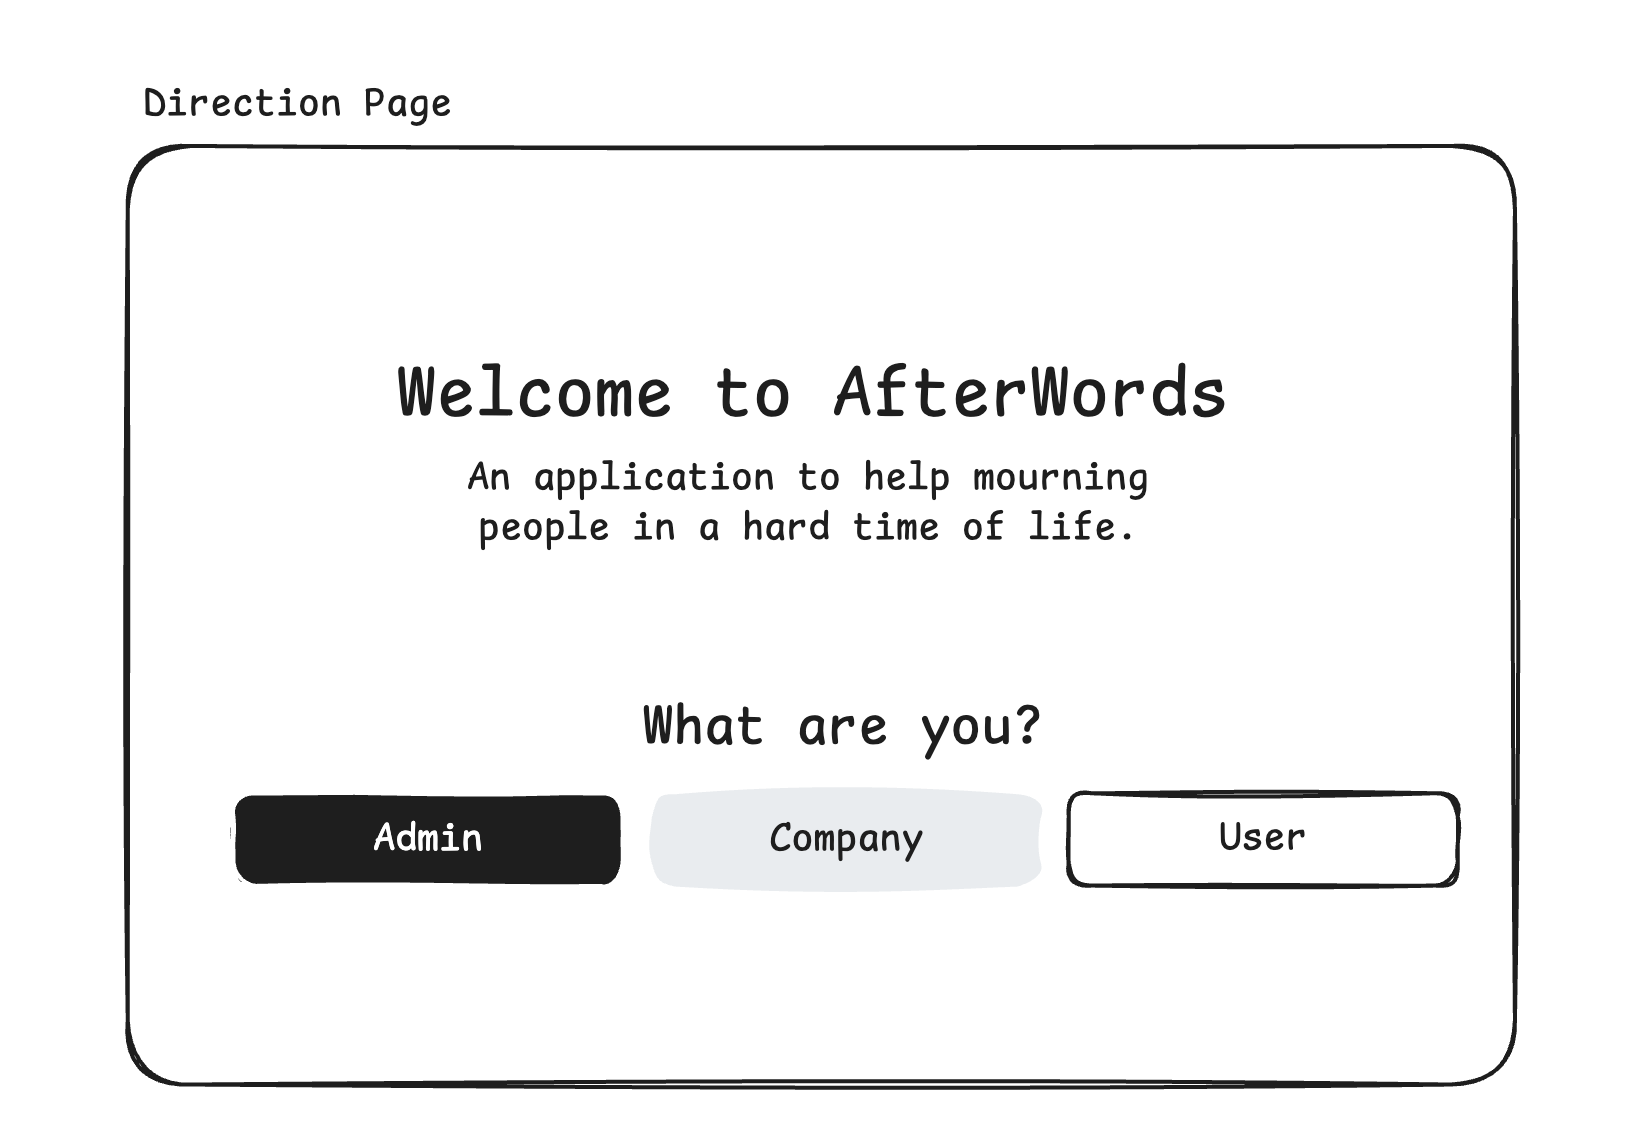 Direction Page
Welcome to AfterWords
An application to help mourning
people in a hard time of life.
What are you?
Admin
Company
User